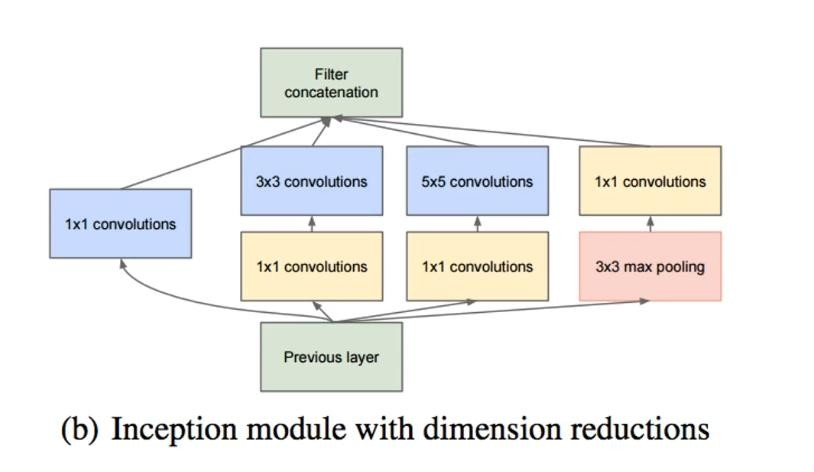 Filter
concatenation
3x3 convolutions
5x5 convolutions
1x1 convolutions
1x1 convolutions
1x1 convolutions
1x1 convolutions
3x3 max pooling
Previous layer
(b) Inception module with dimension reductions